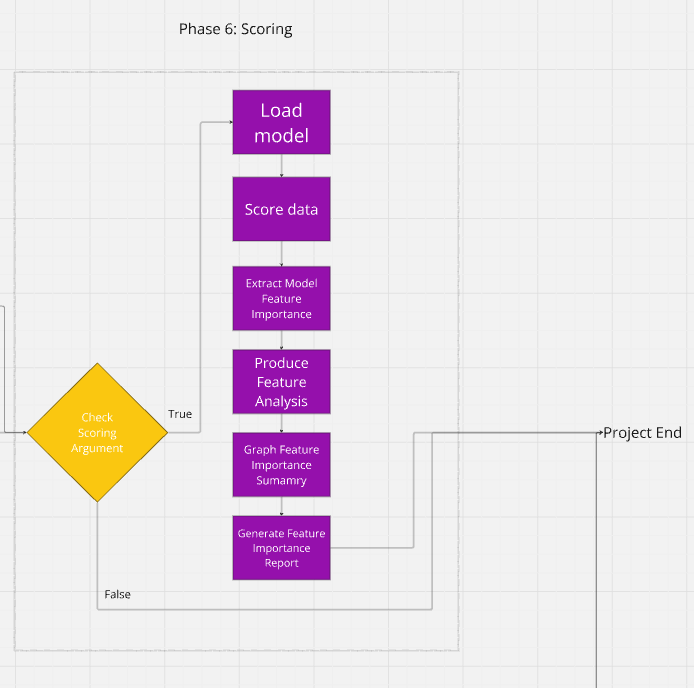 Phase 6: Scoring
Load
model
Score data
Extract Model
Feature
Importance
Produce
Feature
Analysis
Check
Scoring
Argument
True
Graph Feature
Importance
Sumamry
Project End
Generate Feature
Importance
Report
False